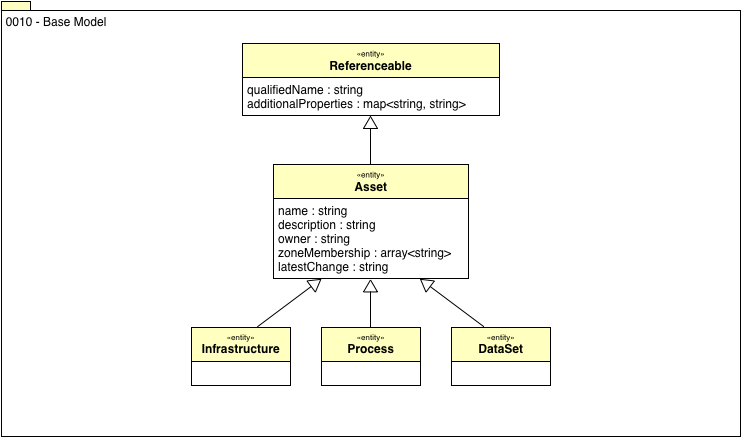 0010 - Base Model
«entity»
Referenceable
qualifiedName : string
additionalProperties : map<string, string>
«entity»
Asset
name : string
description : string
owner : string
zoneMembership : array<string>
latestChange : string
«entity»
Infrastructure
«entity»
Process
«entity»
DataSet